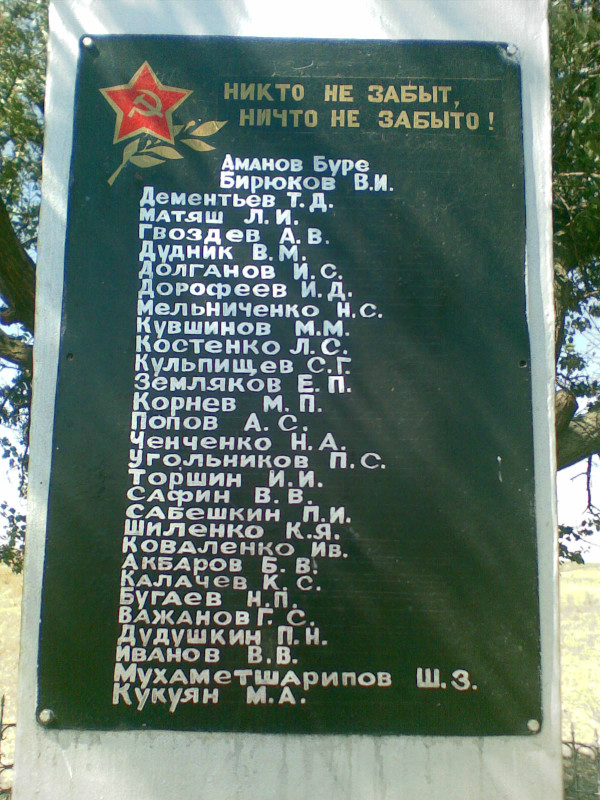 НИКТО НЕ ЗАБЫТ,
НИЧТО НЕ ЗАБЫТО!
АМАНОВ БУРЕ
БИРЮКОВ В.И.
ДЕМЕНТЬЕВ Т.Д.
МАТЯШ Л.И.
ГВОЗДЕВ А.В.
ДУДНИК В.М.
ДОЛГАНОВ И.С.
ДОРОФЕЕВ И.Д.
МЕЛЬНИЧЕНКО Н.С.
КУВШИНОВ М.М.
КОСТЕНКО Л.С.
КУЛЬПИЩЕВ С.Г.
ЗЕМЛЯКОВ Е.П.
КОРНЕВ М.П.
ПОПОВ А.С.
ЧЕНЧЕНКО Н.А.
УГОЛЬНИКОВ П.С.
ТОРШИН И.И.
САФИН В.В.
САБЕШКИН П.И.
ШИЛЕНКО К.Я.
КОВАЛЕНКО ИВ.
АКБАРОВ Б.В.
КАЛАЧЕВ К.С.
БУГАЕВ Н.П.
ВАЖАНОВ Г.С.
ДУДУШКИН П.Н.
ИВАНОВ В.В.
МУХАМЕТШАРИПОВ Ш.З.
КУКУЯН М.А.